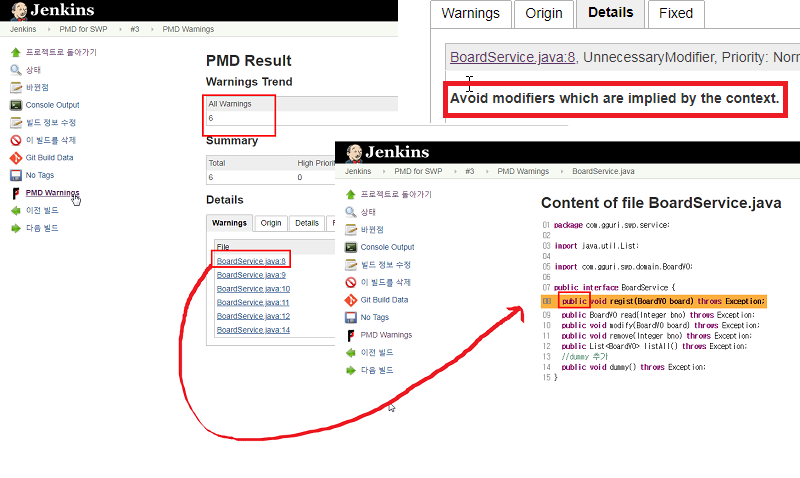 Jenkins
Jenkins PMD for SWP #3 PMD Warnings
프로젝트로 돌아가기
상태
바뀐점
Console Output
빌드 정보 수정
이 빌드를 삭제
Git Build Data
No Tags
PMD Warnings
이전 빌드
다음 빌드
PMD Result
Warnings Trend
All Warnings
6
Summary
Total High Priority
6 0
Details
Warnings Origin Details
File
BoardService.java:8
BoardService.java:9
BoardService.java:10
BoardService.java:11
BoardService.java:12
BoardService.java:14
Warnings Origin Details Fixed
BoardService.java:8, UnnecessaryModifier, Priority: Norm
Avoid modifiers which are implied by the context.
Jenkins
Jenkins PMD for SWP #3 PMD Warnings BoardService.java
프로젝트로 돌아가기
상태
바뀐점
Console Output
빌드 정보 수정
이 빌드를 삭제
Git Build Data
No Tags
PMD Warnings
이전 빌드
다음 빌드
Content of file BoardService.java
01 package com.gguri.swp.service;
02
03 import java.util.List;
04
05 import com.gguri.swp.domain.BoardVO;
06
07 public interface BoardService {
08 public void regist(BoardVO board) throws Exception;
09 public BoardVO read(Integer bno) throws Exception;
10 public void modify(BoardVO board) throws Exception;
11 public void remove(Integer bno) throws Exception;
12 public List<BoardVO> listAll() throws Exception;
13 //dummy 추가
14 public void dummy() throws Exception;
15 }